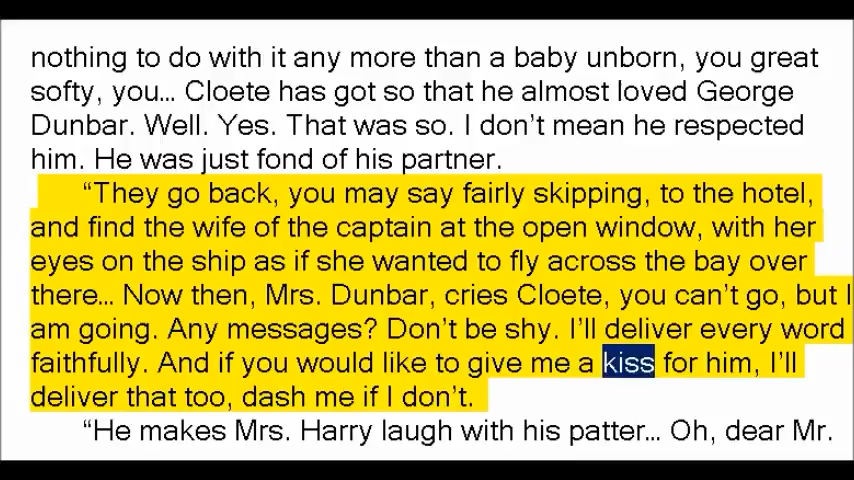 nothing to do with it any more than a baby unborn, you great
softy, you… Cloete has got so that he almost loved George
Dunbar. Well. Yes. That was so. I don’t mean he respected
him. He was just fond of his partner.
“They go back, you may say fairly skipping, to the hotel,
and find the wife of the captain at the open window, with her
eyes on the ship as if she wanted to fly across the bay over
there… Now then, Mrs. Dunbar, cries Cloete, you can’t go, but I
am going. Any messages? Don’t be shy. I’ll deliver every word
faithfully. And if you would like to give me a kiss for him, I’ll
deliver that too, dash me if I don’t.
“He makes Mrs. Harry laugh with his patter… Oh, dear Mr.